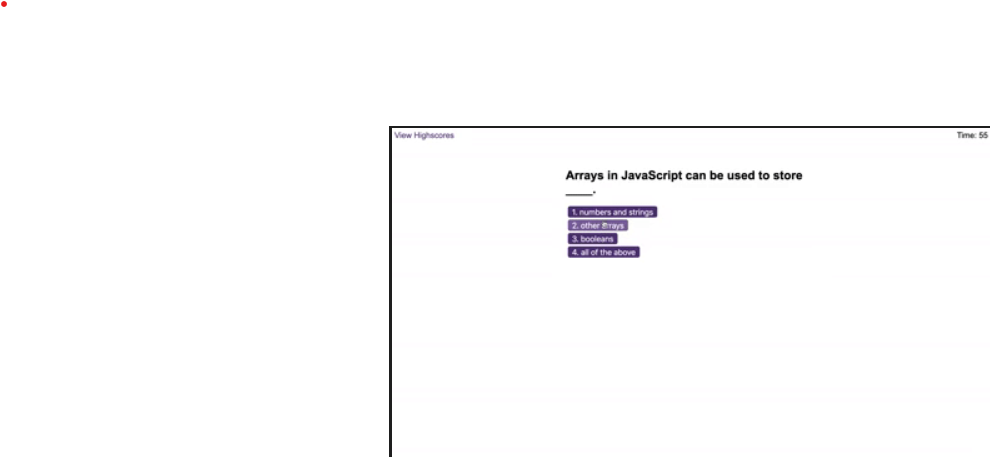 View Highscores
Time: 55
Arrays in JavaScript can be used to store
____.
1. numbers and strings
2. other arrays
3. booleans
4. all of the above